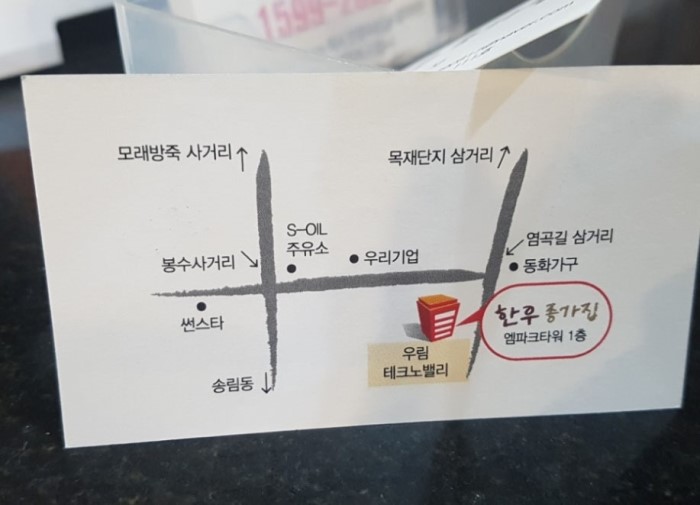 모래방죽 사거리 ↑
목재단지 삼거리 ↑
S-OIL
주유소
봉수사거리
우리기업
염곡길 삼거리
동화가구
썬스타
한우 종가집
엠파크타워 1층
우림
테크노밸리
송림동 ↓